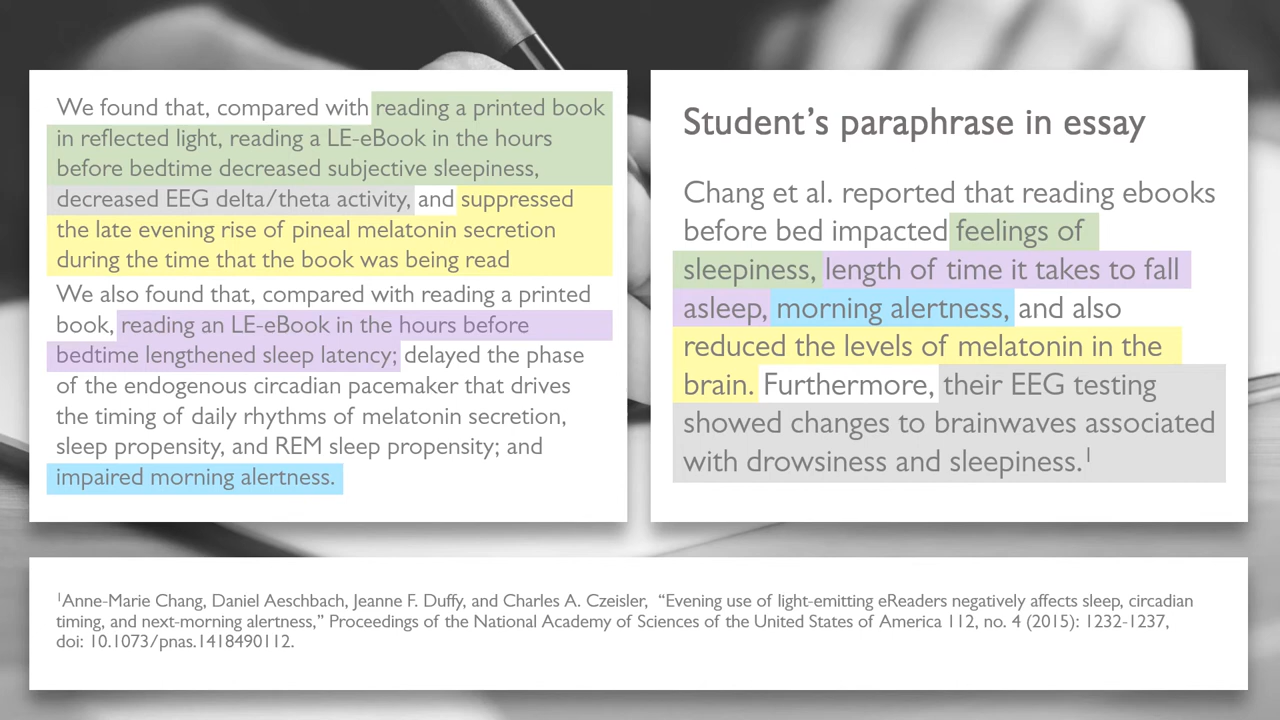 We found that, compared with reading a printed book
in reflected light, reading a LE-eBook in the hours
before bedtime decreased subjective sleepiness,
decreased EEG delta/theta activity, and suppressed
the late evening rise of pineal melatonin secretion
during the time that the book was being read
We also found that, compared with reading a printed
book, reading an LE-eBook in the hours before
bedtime lengthened sleep latency; delayed the phase
of the endogenous circadian pacemaker that drives
the timing of daily rhythms of melatonin secretion,
sleep propensity, and REM sleep propensity; and
impaired morning alertness.
Student’s paraphrase in essay
Chang et al. reported that reading ebooks
before bed impacted feelings of
sleepiness, length of time it takes to fall
asleep, morning alertness, and also
reduced the levels of melatonin in the
brain. Furthermore, their EEG testing
showed changes to brainwaves associated
with drowsiness and sleepiness.¹
¹Anne-Marie Chang, Daniel Aeschbach, Jeanne F. Duffy, and Charles A. Czeisler, “Evening use of light-emitting eReaders negatively affects sleep, circadian
timing, and next-morning alertness,” Proceedings of the National Academy of Sciences of the United States of America 112, no. 4 (2015): 1232-1237,
doi: 10.1073/pnas.1418490112.